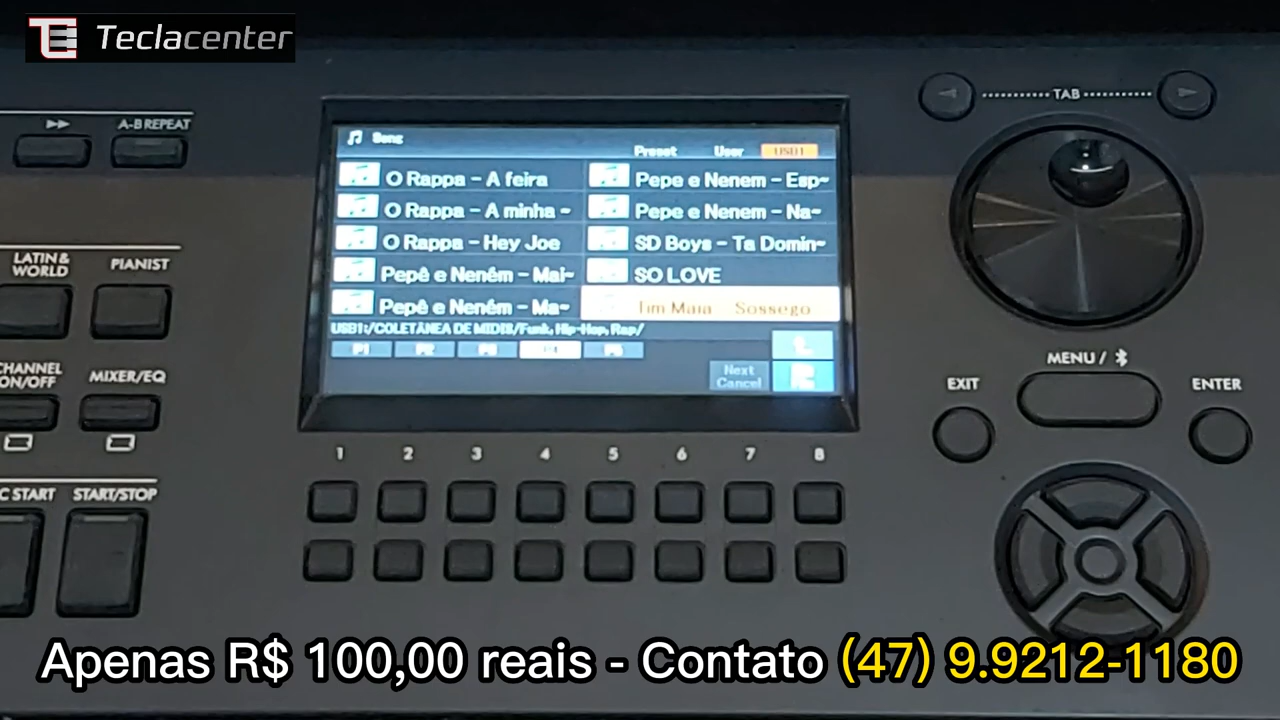 TE Teclacenter
A-B REPEAT
TAB
Song
Preset User USB1
O Rappa - A feira
Pepe e Nenem - Esp~
O Rappa - A minha ~
Pepe e Nenem - Na~
O Rappa - Hey Joe
SD Boys - Ta Domin~
Pepê e Neném - Mai~
SO LOVE
Pepê e Neném - Ma~
Tim Maia Sossego
USB1:/COLETÂNEA DE MIDIS/Funk, Hip-Hop, Rap/
P1 P2 P3 P4 P5
Next
Cancel
LATIN &
WORLD
PIANIST
CHANNEL
ON/OFF
MIXER/EQ
C START
START/STOP
MENU /
EXIT
ENTER
1 2 3 4 5 6 7 8
Apenas R$ 100,00 reais - Contato (47) 9.9212-1180